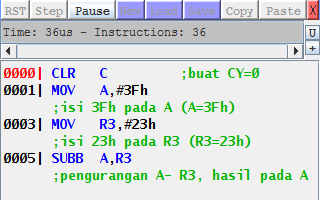 RST Step Pause New Load Save Copy Paste X
Time: 36us - Instructions: 36 U
+
0000| CLR C ;buat CY=0
0001| MOV A,#3Fh
;isi 3Fh pada A (A=3Fh)
0003| MOV R3,#23h
;isi 23h pada R3 (R3=23h)
0005| SUBB A,R3
;pengurangan A- R3, hasil pada A